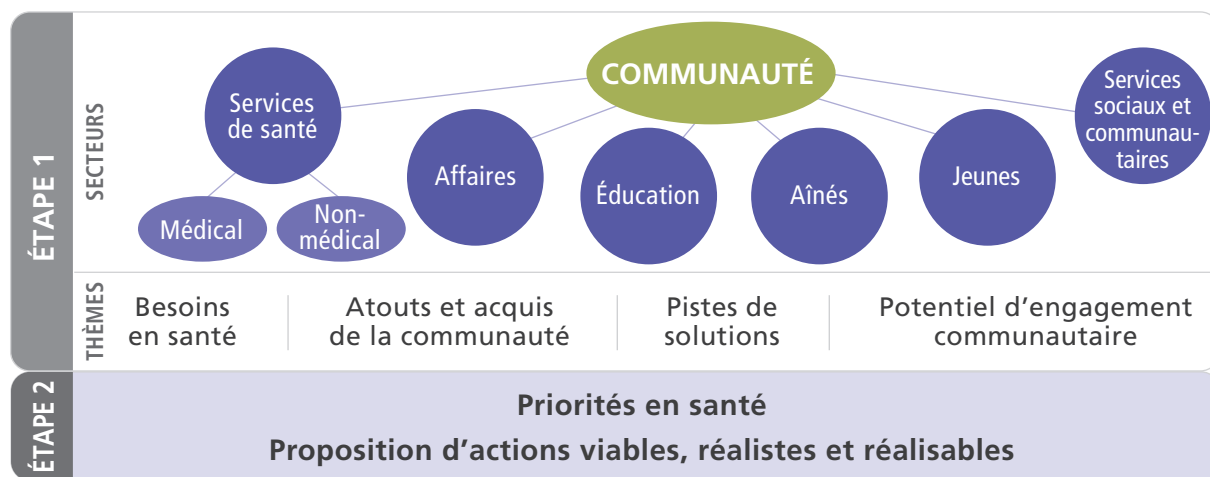 ÉTAPE 1
SECTEURS
COMMUNAUTÉ
Services
de santé
Médical
Non-
médical
Affaires
Éducation
Aînés
Jeunes
Services
sociaux et
communau-
taires
THÈMES
Besoins
en santé
Atouts et acquis
de la communauté
Pistes de
solutions
Potentiel d'engagement
communautaire
ÉTAPE 2
Priorités en santé
Proposition d'actions viables, réalistes et réalisables